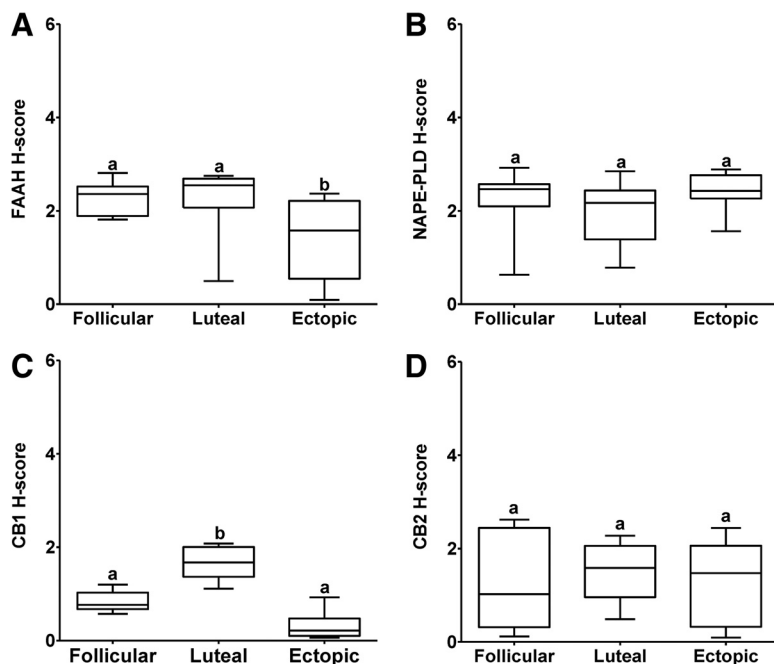 A
FAAH H-score
6
4
2
0
a
a
b
Follicular
Luteal
Ectopic
B
NAPE-PLD H-score
6
4
2
0
a
a
a
Follicular
Luteal
Ectopic
C
CB1 H-score
6
4
2
0
a
b
a
Follicular
Luteal
Ectopic
D
CB2 H-score
6
4
2
0
a
a
a
Follicular
Luteal
Ectopic